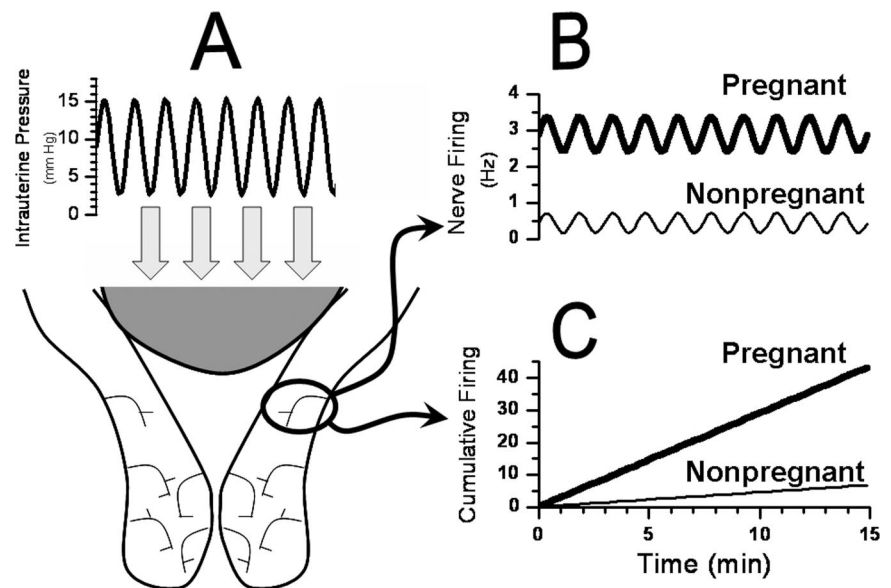 A
Intrauterine Pressure
(mm Hg)
15
10
5
0
B
Nerve Firing
(Hz)
4
3
2
1
0
Pregnant
Nonpregnant
C
Cumulative Firing
40
30
20
10
0
Pregnant
Nonpregnant
0 5 10 15
Time (min)